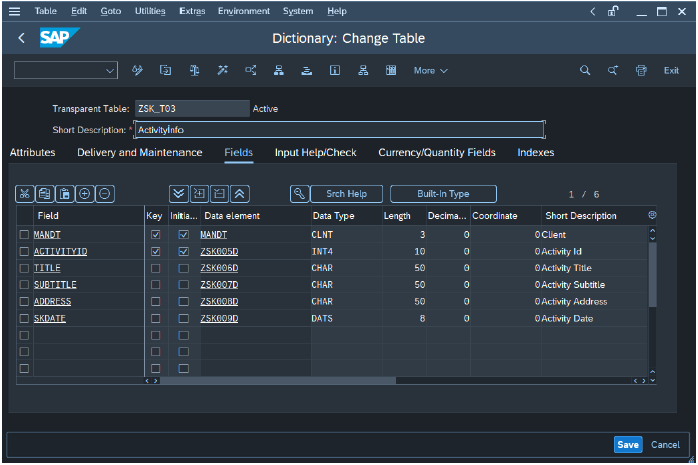 Table Edit Goto Utilities Extras Environment System Help
SAP Dictionary: Change Table
More Exit
Transparent Table: ZSK_T03 Active
Short Description: * ActivityInfo
Attributes Delivery and Maintenance Fields Input Help/Check Currency/Quantity Fields Indexes
Srch Help Built-In Type 1 / 6
Field Key Initia... Data element Data Type Length Decima... Coordinate Short Description
MANDT MANDT CLNT 3 0 0 Client
ACTIVITYID ZSK005D INT4 10 0 0 Activity Id
TITLE ZSK006D CHAR 50 0 0 Activity Title
SUBTITLE ZSK007D CHAR 50 0 0 Activity Subtitle
ADDRESS ZSK008D CHAR 50 0 0 Activity Address
SKDATE ZSK009D DATS 8 0 0 Activity Date
Save Cancel